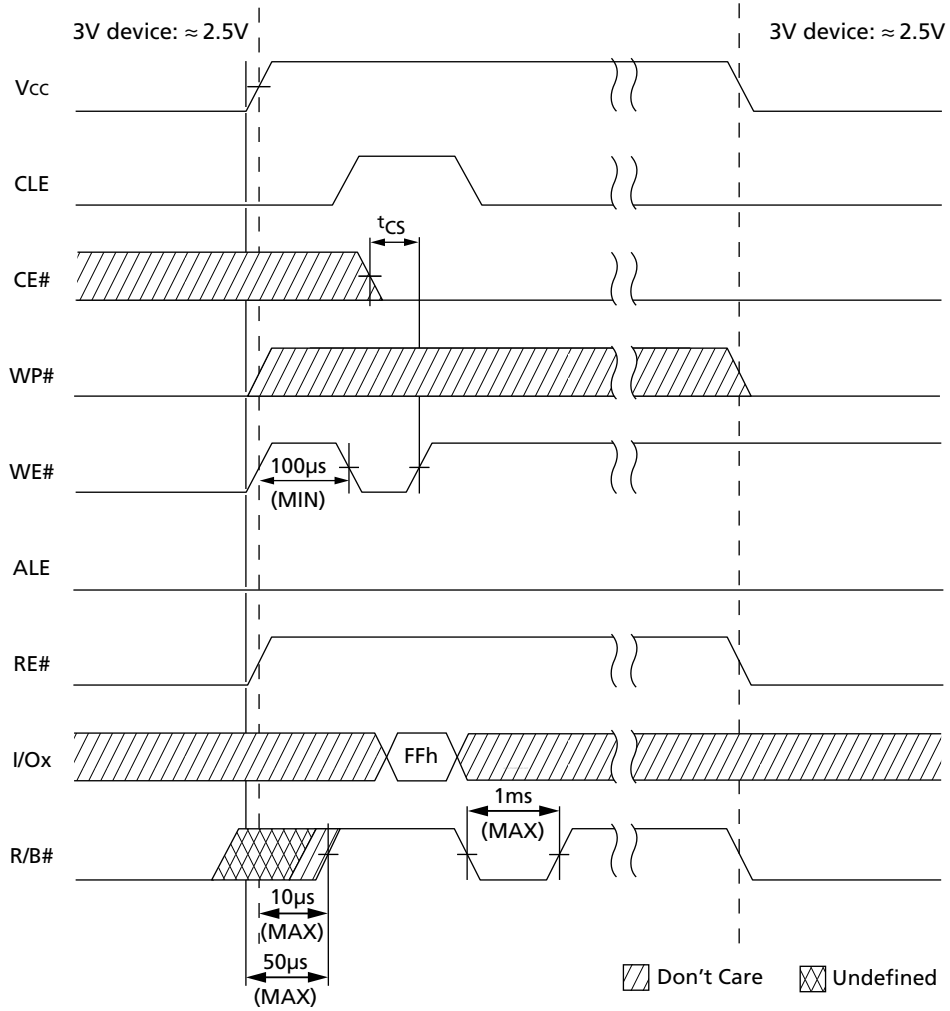 3V device: ≈ 2.5V
3V device: ≈ 2.5V
Vcc
CLE
tCS
CE#
WP#
WE#
100µs
(MIN)
ALE
RE#
I/Ox
FFh
1ms
(MAX)
R/B#
10µs
(MAX)
50µs
(MAX)
Don't Care
Undefined